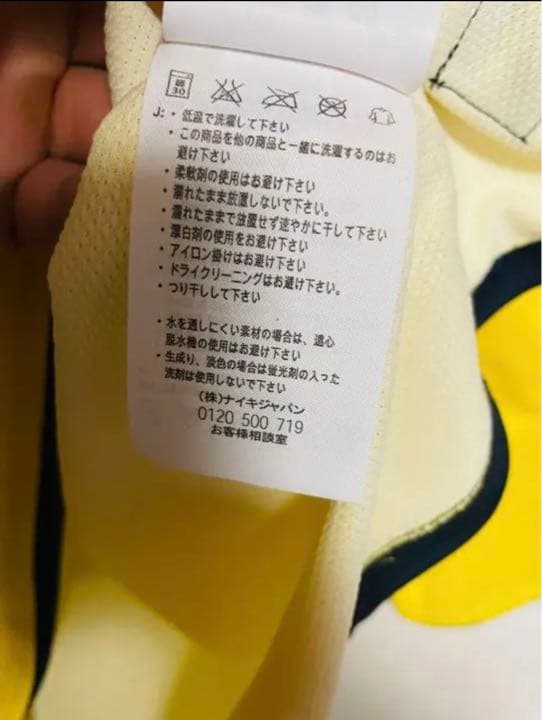 弱
30
J: ・低温で洗濯して下さい
・この商品を他の商品と一緒に洗濯するのはお
避け下さい
・柔軟剤の使用はお避け下さい
・濡れたまま放置しないで下さい。
・濡れたままで放置せず速やかに干して下さい
・漂白剤の使用をお避け下さい
・アイロン掛けはお避け下さい
・ドライクリーニングはお避け下さい。
・つり干しして下さい
・水を通しにくい素材の場合は、遠心
脱水機の使用はお避け下さい
・生成り、淡色の場合は蛍光剤の入った
洗剤は使用しないで下さい
(株)ナイキジャパン
0120 500 719
お客様相談室